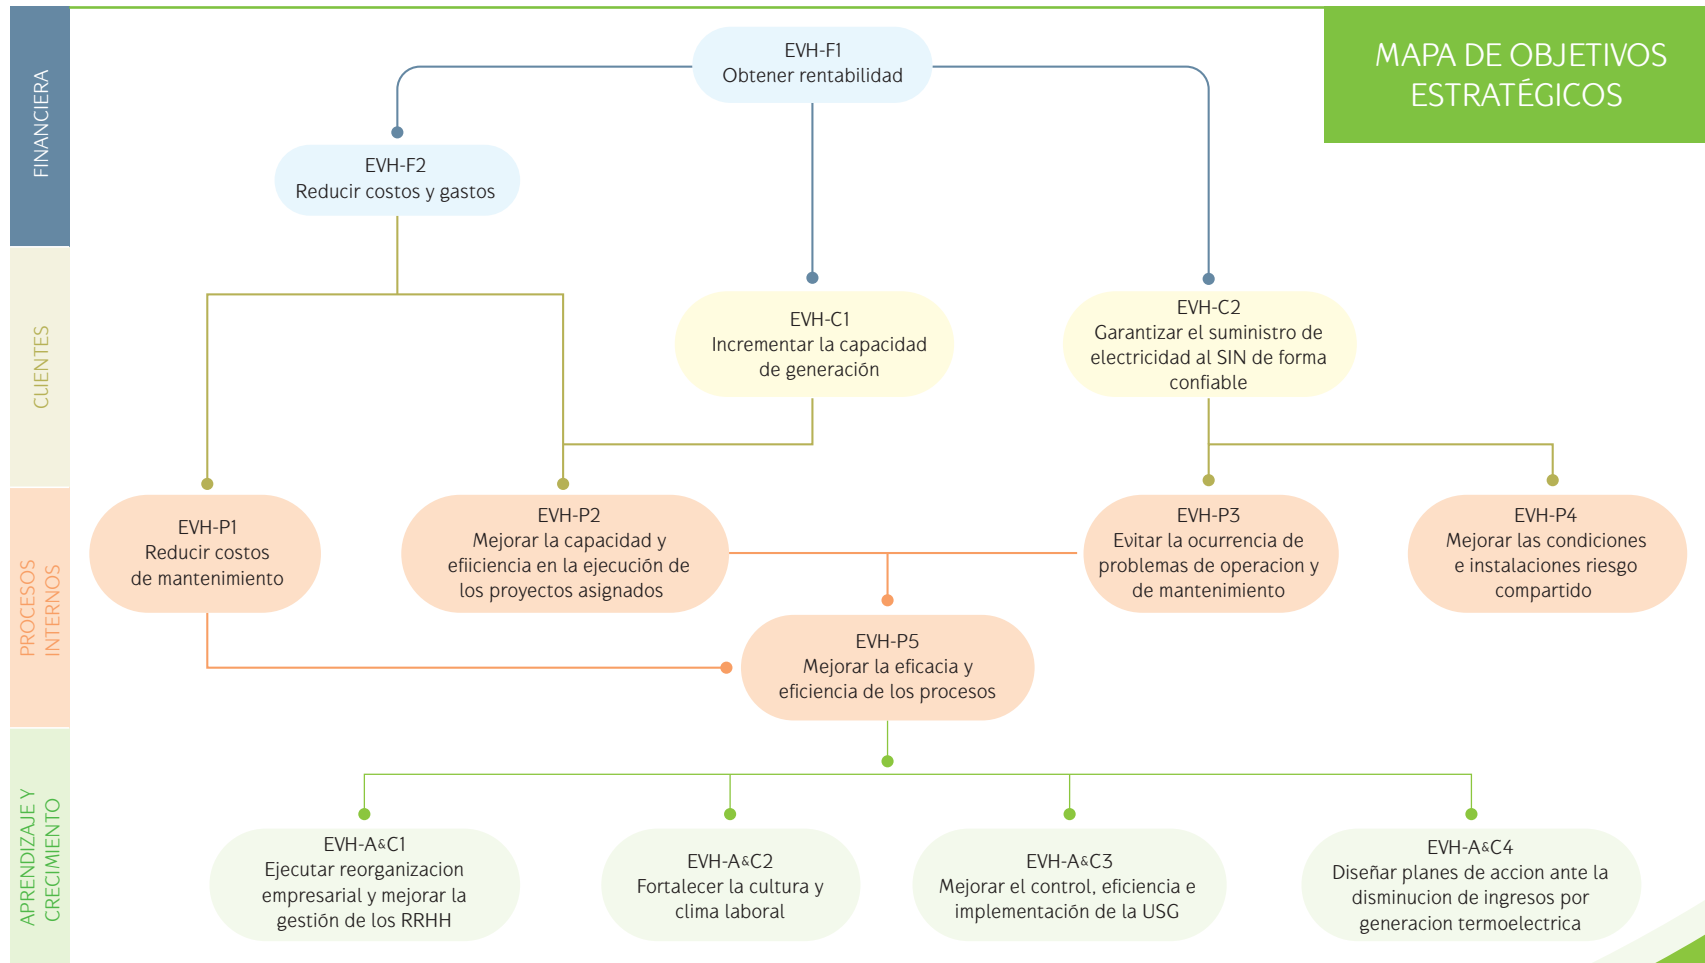 MAPA DE OBJETIVOS
ESTRATÉGICOS
FINANCIERA
EVH-F1
Obtener rentabilidad
EVH-F2
Reducir costos y gastos
CLIENTES
EVH-C1
Incrementar la capacidad
de generación
EVH-C2
Garantizar el suministro de
electricidad al SIN de forma
confiable
PROCESOS
INTERNOS
EVH-P1
Reducir costos
de mantenimiento
EVH-P2
Mejorar la capacidad y
efiiciencia en la ejecución de
los proyectos asignados
EVH-P3
Evitar la ocurrencia de
problemas de operacion y
de mantenimiento
EVH-P4
Mejorar las condiciones
e instalaciones riesgo
compartido
EVH-P5
Mejorar la eficacia y
eficiencia de los procesos
APRENDIZAJE Y
CRECIMIENTO
EVH-A&C1
Ejecutar reorganizacion
empresarial y mejorar la
gestión de los RRHH
EVH-A&C2
Fortalecer la cultura y
clima laboral
EVH-A&C3
Mejorar el control, eficiencia e
implementación de la USG
EVH-A&C4
Diseñar planes de accion ante la
disminucion de ingresos por
generacion termoelectrica